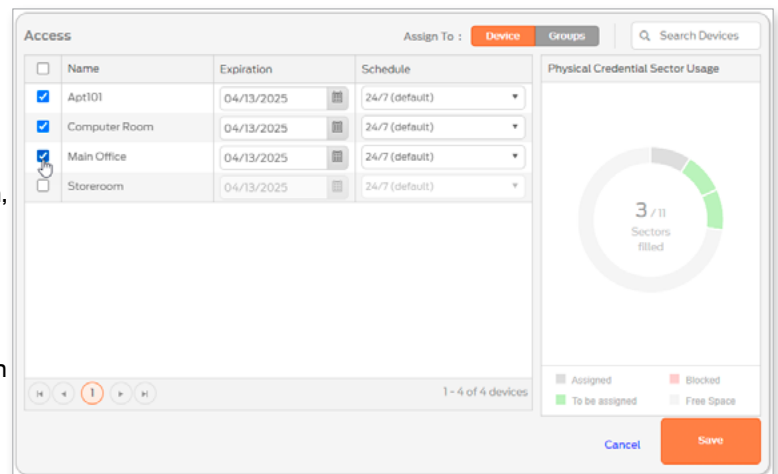 Access
Assign To :
Device
Groups
Search Devices
Name
Expiration
Schedule
Physical Credential Sector Usage
Apt101
04/13/2025
24/7 (default)
Computer Room
04/13/2025
24/7 (default)
Main Office
04/13/2025
24/7 (default)
Storeroom
04/13/2025
24/7 (default)
3 / 11
Sectors
filled
1
1 - 4 of 4 devices
Assigned
Blocked
To be assigned
Free Space
Cancel
Save